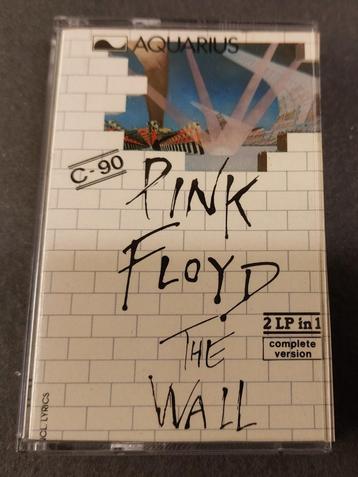 AQUARIUS
C-90
PINK
FLOYD
THE
WALL
2 LP in 1
complete
version
CL. LYRICS